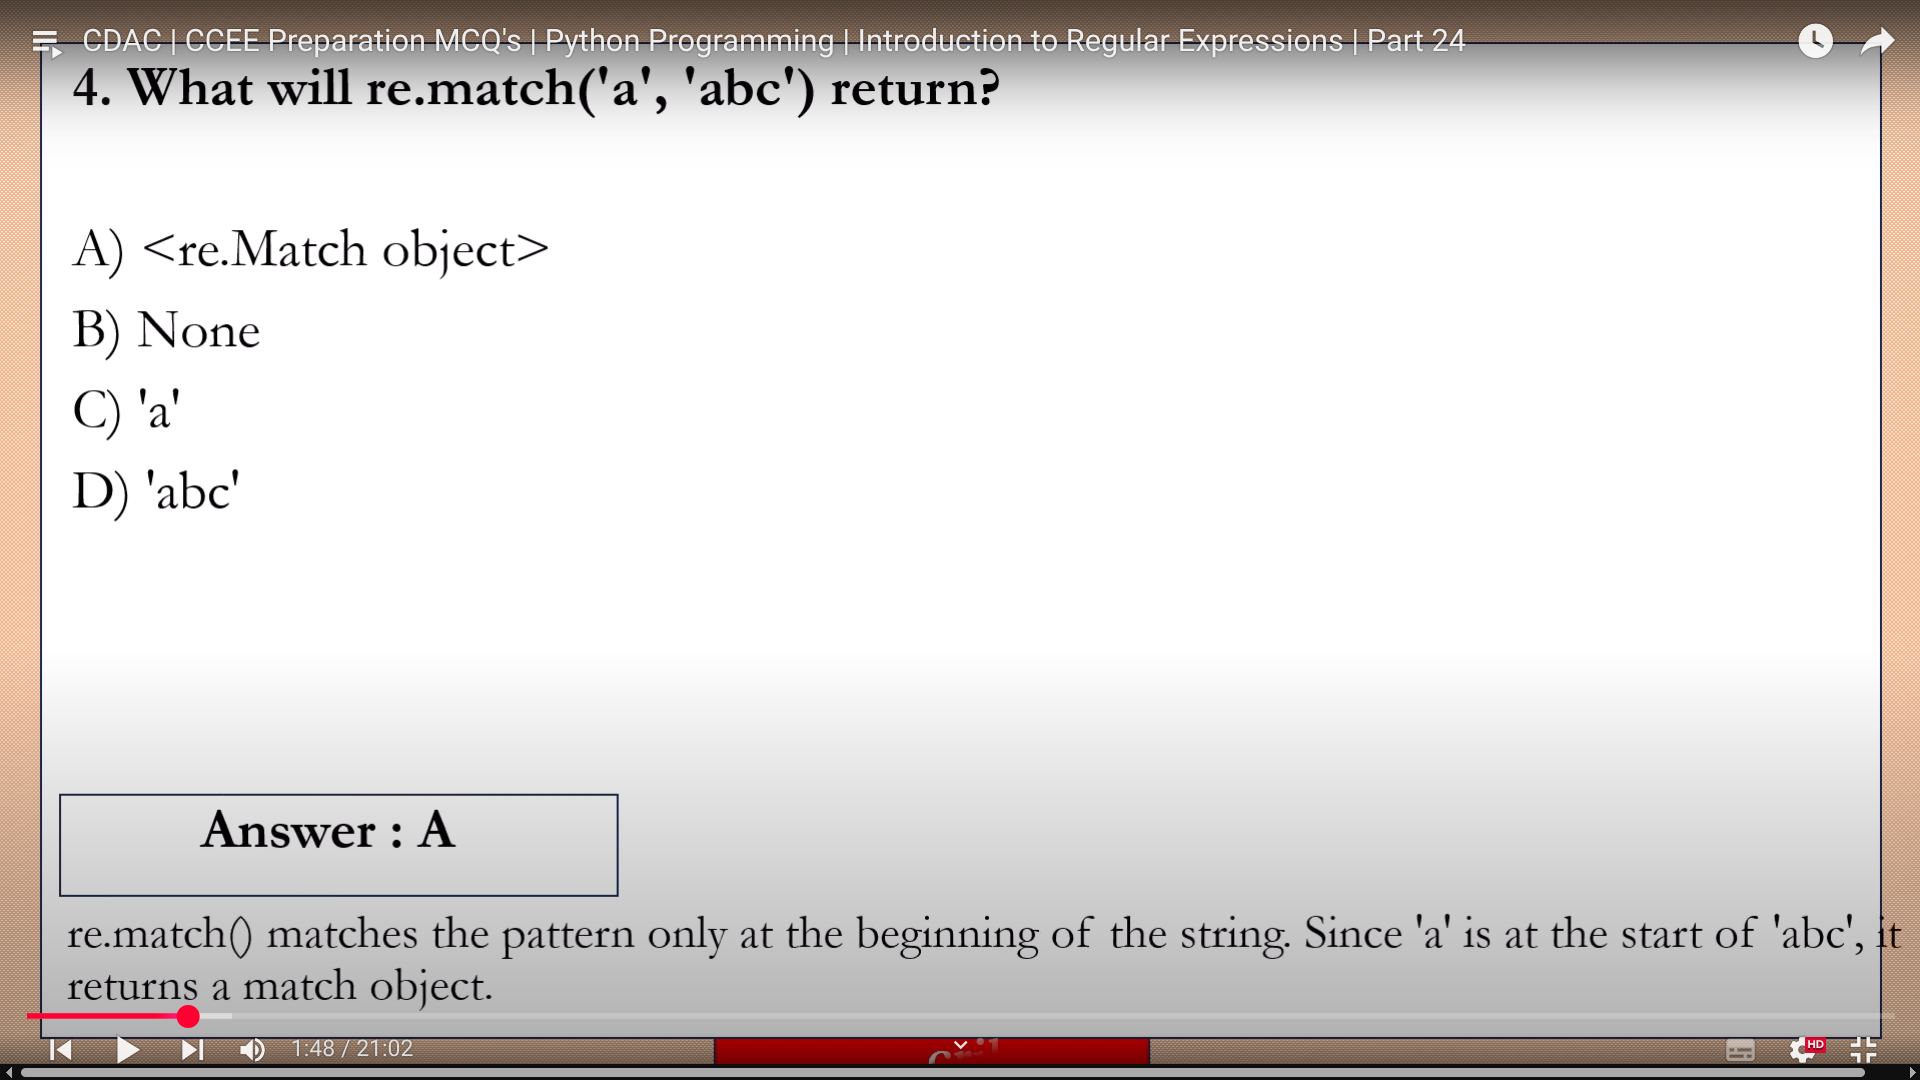 CDAC | CCEE Preparation MCQ's | Python Programming | Introduction to Regular Expressions | Part 24
4. What will re.match('a', 'abc') return?
A) <re.Match object>
B) None
C) 'a'
D) 'abc'
Answer : A
re.match() matches the pattern only at the beginning of the string. Since 'a' is at the start of 'abc', it
returns a match object.
1:48 / 21:02
HD